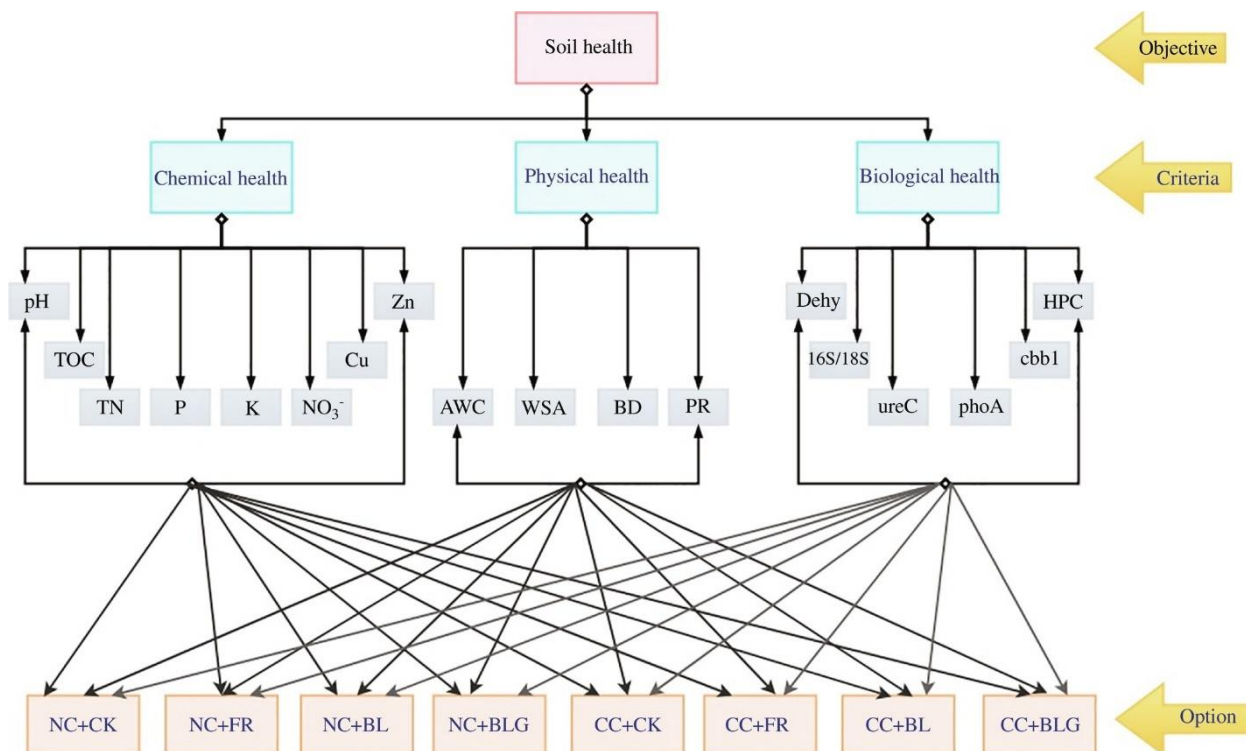 Soil health
Objective
Chemical health
Physical health
Biological health
Criteria
pH
Zn
Dehy
HPC
TOC
Cu
16S/18S
cbb1
TN
P
K
NO₃⁻
AWC
WSA
BD
PR
ureC
phoA
NC+CK
NC+FR
NC+BL
NC+BLG
CC+CK
CC+FR
CC+BL
CC+BLG
Option